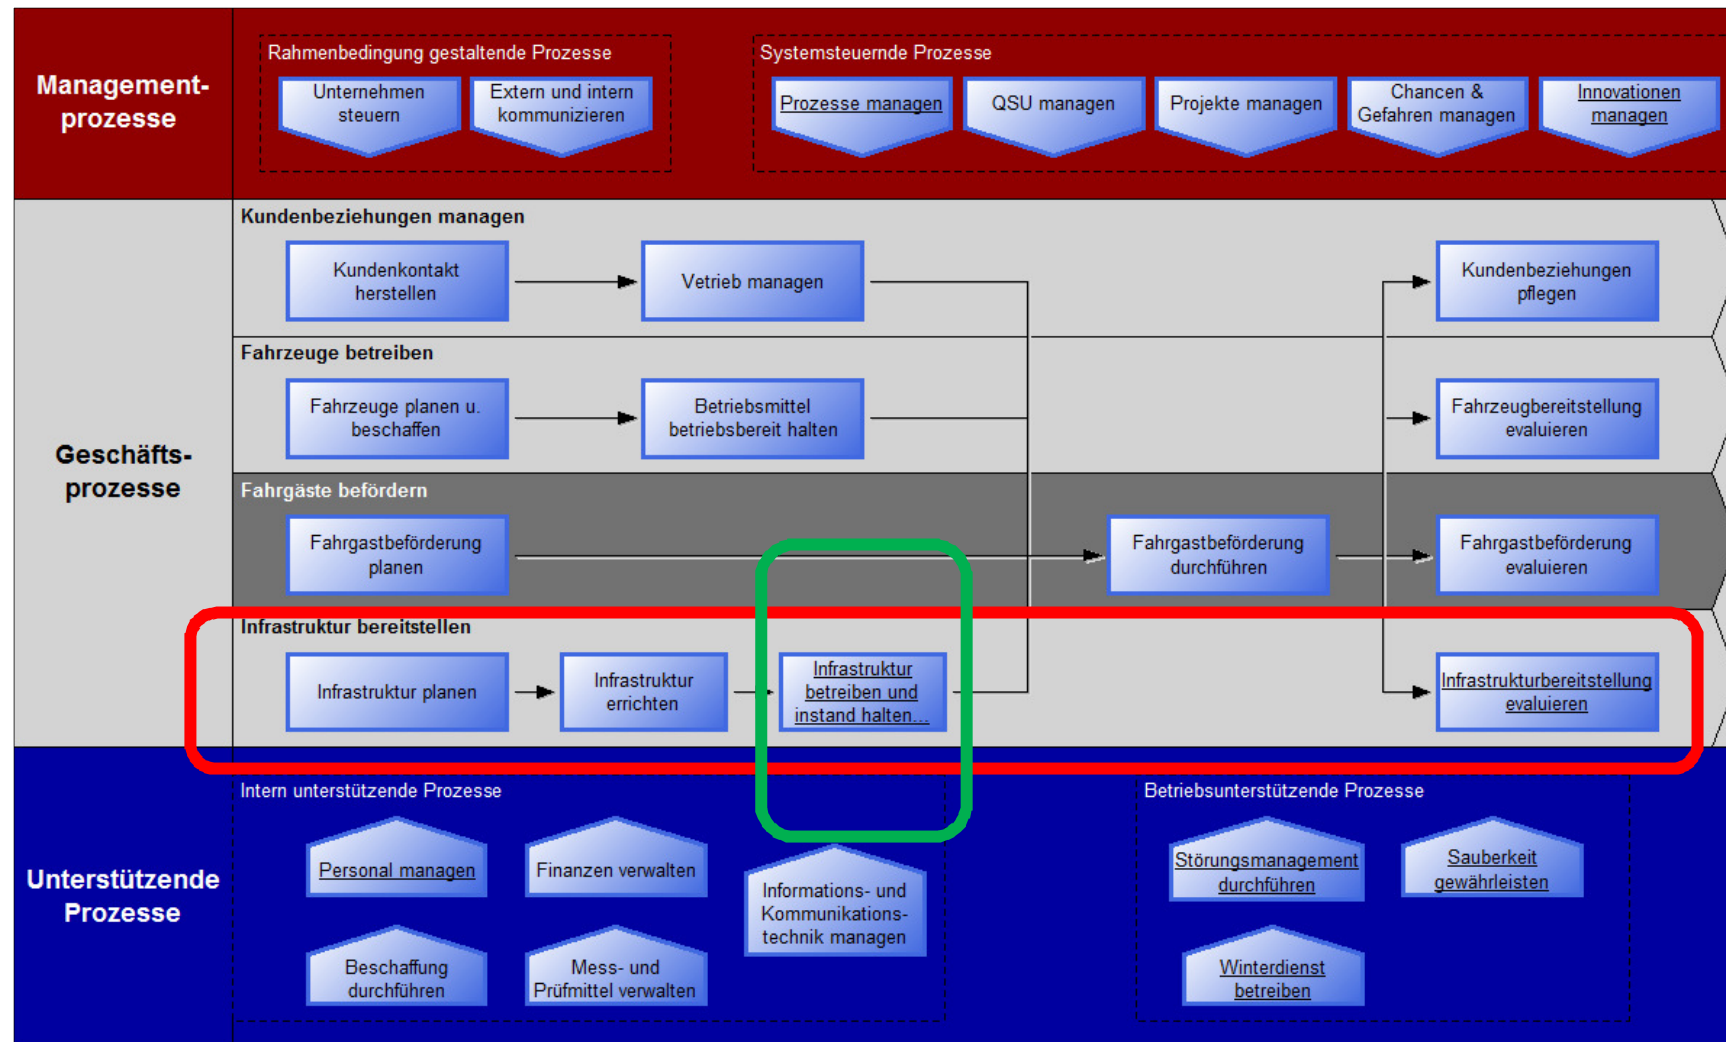 Management-
prozesse
Rahmenbedingung gestaltende Prozesse
Unternehmen
steuern
Extern und intern
kommunizieren
Systemsteuernde Prozesse
Prozesse managen
QSU managen
Projekte managen
Chancen &
Gefahren managen
Innovationen
managen
Geschäfts-
prozesse
Kundenbeziehungen managen
Kundenkontakt
herstellen
Vetrieb managen
Kundenbeziehungen
pflegen
Fahrzeuge betreiben
Fahrzeuge planen u.
beschaffen
Betriebsmittel
betriebsbereit halten
Fahrzeugbereitstellung
evaluieren
Fahrgäste befördern
Fahrgastbeförderung
planen
Fahrgastbeförderung
durchführen
Fahrgastbeförderung
evaluieren
Infrastruktur bereitstellen
Infrastruktur planen
Infrastruktur
errichten
Infrastruktur
betreiben und
instand halten...
Infrastrukturbereitstellung
evaluieren
Unterstützende
Prozesse
Intern unterstützende Prozesse
Personal managen
Finanzen verwalten
Informations- und
Kommunikations-
technik managen
Beschaffung
durchführen
Mess- und
Prüfmittel verwalten
Betriebsunterstützende Prozesse
Störungsmanagement
durchführen
Sauberkeit
gewährleisten
Winterdienst
betreiben